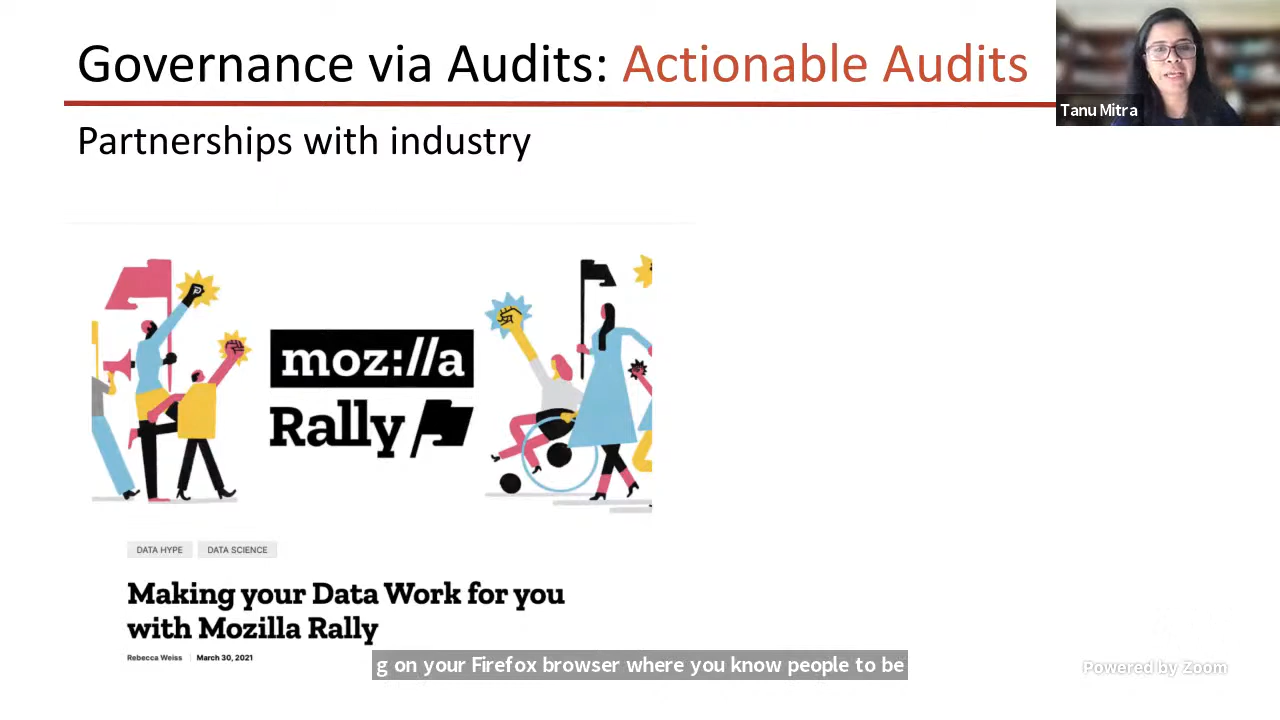 Governance via Audits: Actionable Audits
Tanu Mitra
Partnerships with industry
moz://a
Rally
DATA HYPE DATA SCIENCE
Making your Data Work for you
with Mozilla Rally
Rebecca Weiss March 30, 2021
g on your Firefox browser where you know people to be
Powered by Zoom